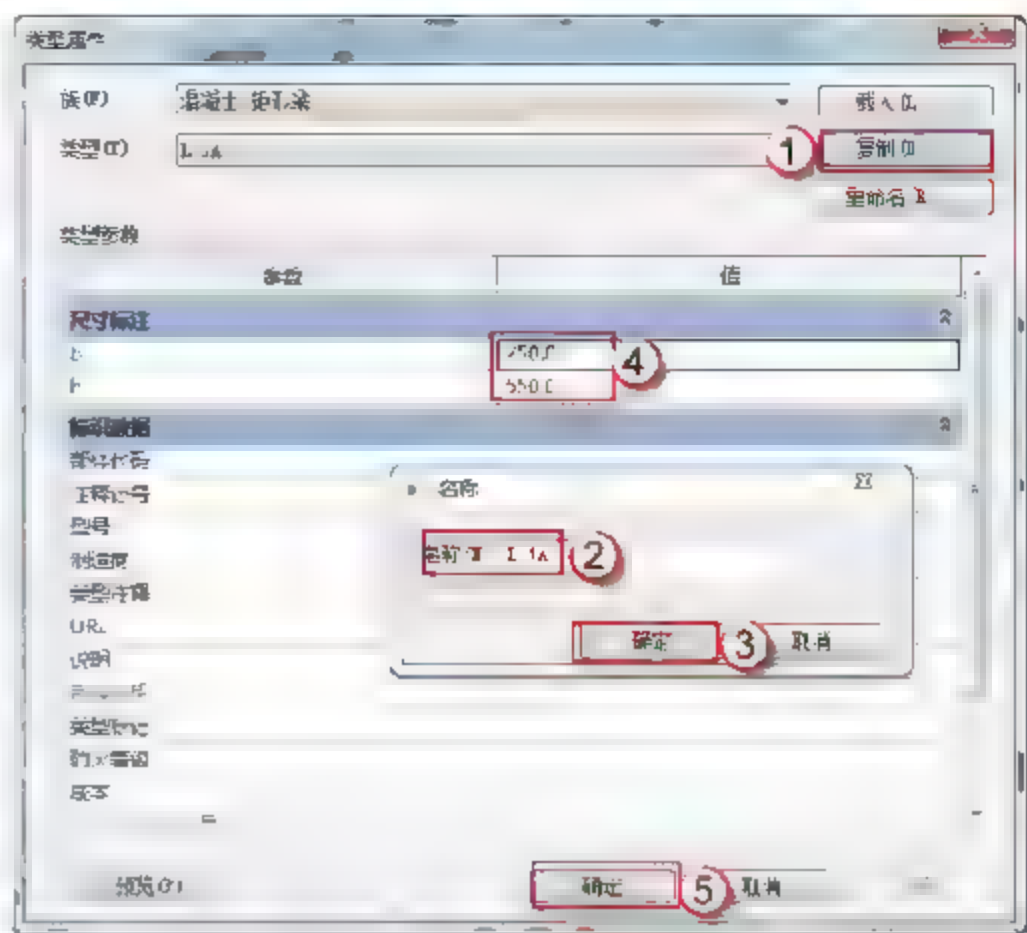 类型属性
族(F) 混凝土 矩形梁 载入(L)
类型(T) ① 复制(D)
重命名 R
类型参数
参数 值
尺寸标注
b 250.0 ④
h 550.0
标识数据
部件代码
注释记号
型号
制造商
类型注释
URL
说明
类型标记
成本
名称
名称(N) ②
确定 ③ 取消
预览(P) 确定 ⑤ 取消